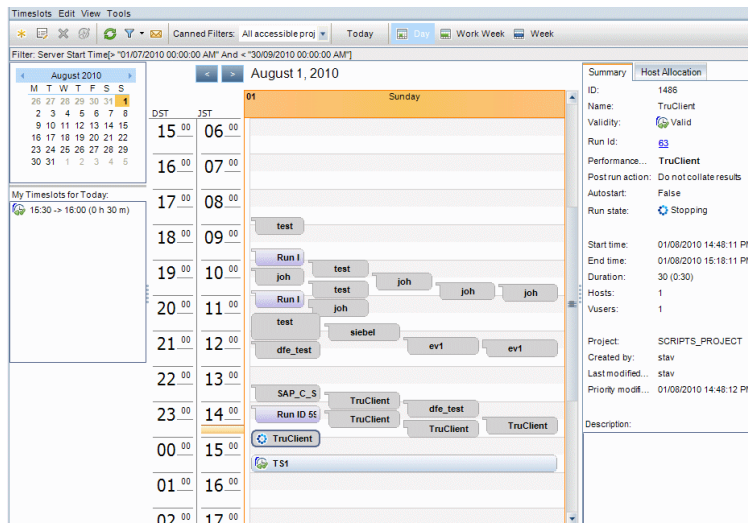 Timeslots Edit View Tools
Canned Filters: All accessible proj Today Day Work Week Week
Filter: Server Start Time[> "01/07/2010 00:00:00 AM" And < "30/09/2010 00:00:00 AM"]
August 2010
M T W T F S S
26 27 28 29 30 31 1
2 3 4 5 6 7 8
9 10 11 12 13 14 15
16 17 18 19 20 21 22
23 24 25 26 27 28 29
30 31 1 2 3 4 5
My Timeslots for Today:
15:30 -> 16:00 (0 h 30 m)
< > August 1, 2010
01 Sunday
DST JST
15 00 06 00
16 00 07 00
17 00 08 00
test
18 00 09 00
Run I
test
19 00 10 00
joh
joh
test
joh
joh
Run I
joh
20 00 11 00
test
siebel
21 00 12 00
dfe_test
ev1
ev1
22 00 13 00
SAP_C_S
TruClient
dfe_test
23 00 14 00
Run ID 59
TruClient
TruClient
TruClient
TruClient
00 00 15 00
TS1
01 00 16 00
02 00 17 00
Summary Host Allocation
ID: 1486
Name: TruClient
Validity: Valid
Run Id: 63
Performance... TruClient
Post run action: Do not collate results
Autostart: False
Run state: Stopping
Start time: 01/08/2010 14:48:11 PM
End time: 01/08/2010 15:18:11 PM
Duration: 30 (0:30)
Hosts: 1
Vusers: 1
Project: SCRIPTS_PROJECT
Created by: stav
Last modified... stav
Priority modifi... 01/08/2010 14:48:12 PM
Description: